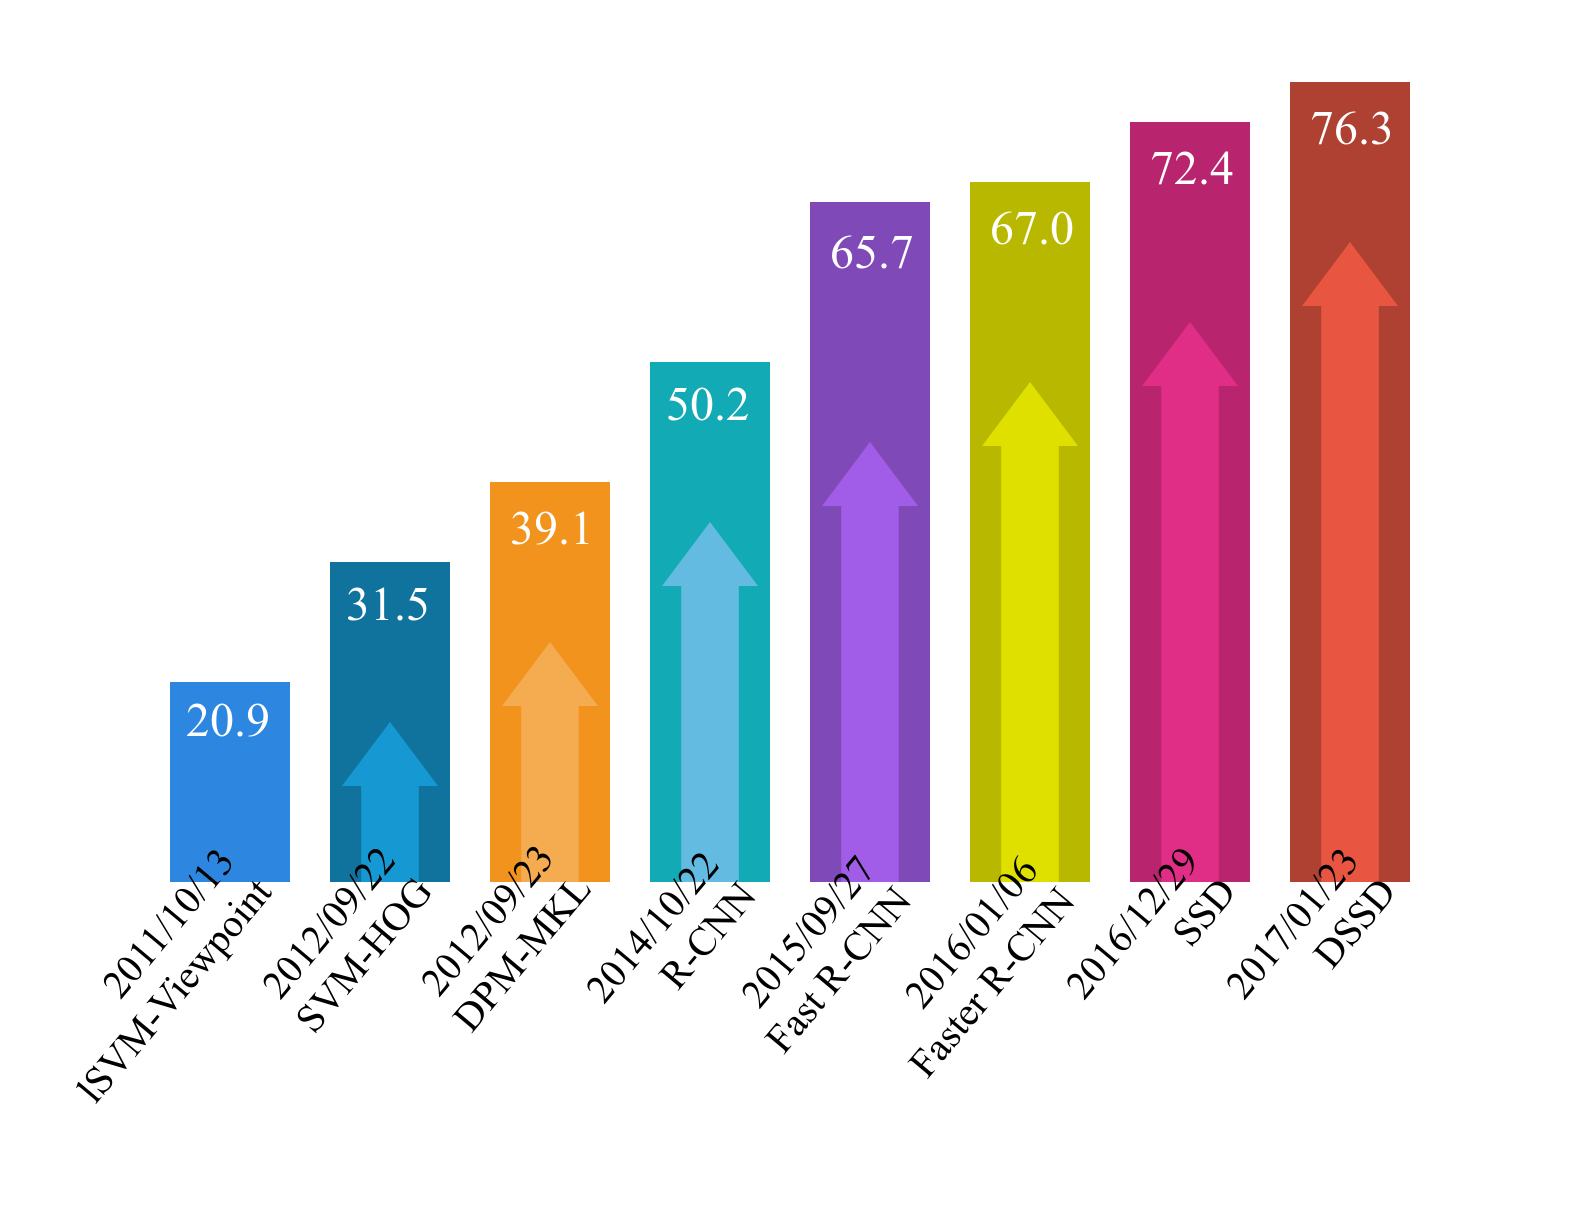 76.3
72.4
67.0
65.7
50.2
39.1
31.5
20.9
2011/10/13
lSVM-Viewpoint
2012/09/22
SVM-HOG
2012/09/23
DPM-MKL
2014/10/22
R-CNN
2015/09/27
Fast R-CNN
2016/01/06
Faster R-CNN
2016/12/29
SSD
2017/01/23
DSSD